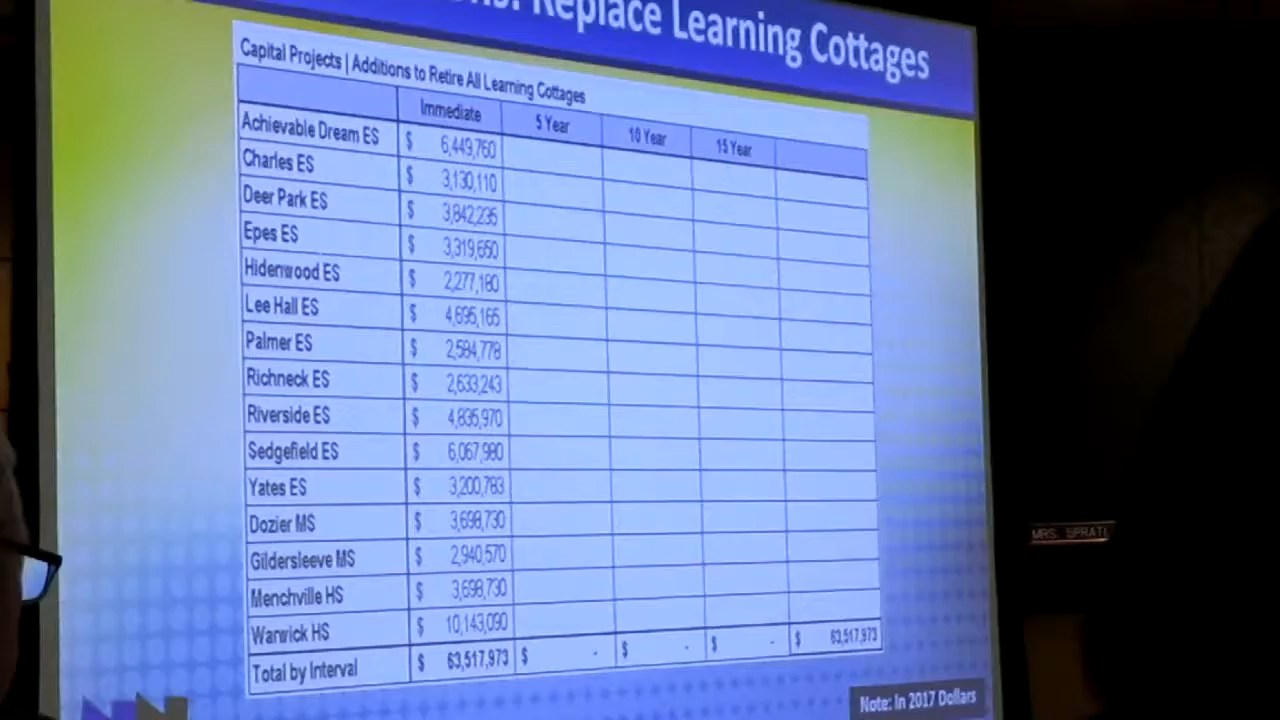 Replace Learning Cottages
Capital Projects | Additions to Retire All Learning Cottages
Immediate 5 Year 10 Year 15 Year
Achievable Dream ES $ 6,449,760
Charles ES $ 3,130,110
Deer Park ES $ 3,842,235
Epes ES $ 3,319,650
Hidenwood ES $ 2,277,180
Lee Hall ES $ 4,695,165
Palmer ES $ 2,584,778
Richneck ES $ 2,633,243
Riverside ES $ 4,835,970
Sedgefield ES $ 6,067,980
Yates ES $ 3,200,783
Dozier MS $ 3,698,730
Gildersleeve MS $ 2,940,570
Menchville HS $ 3,698,730
Warwick HS $ 10,143,090
Total by Interval $ 63,517,973 $ - $ - $ - $ 63,517,973
Note: In 2017 Dollars
MRS. SPRATL